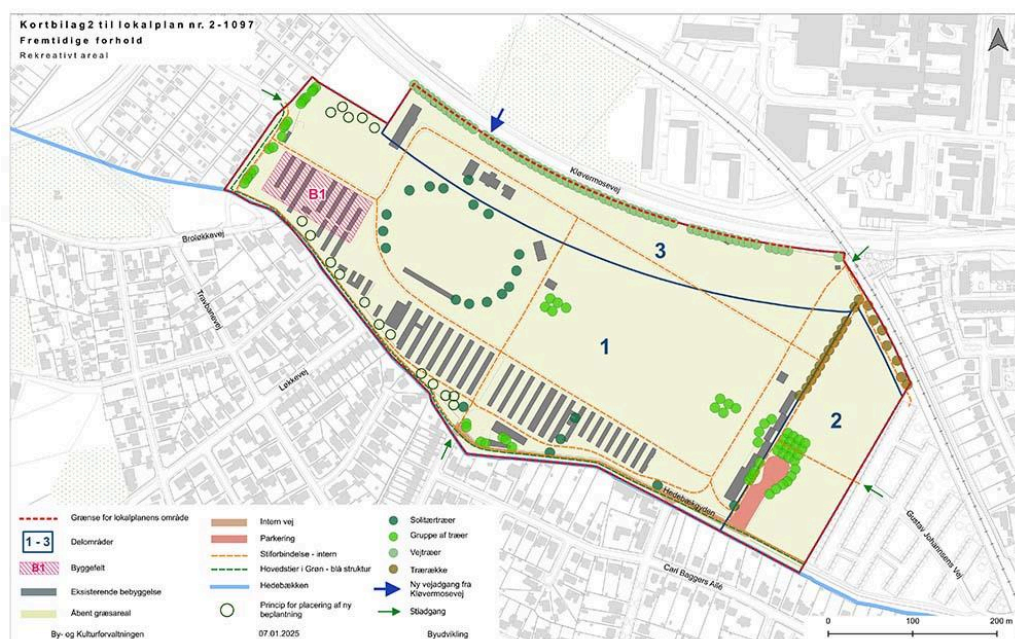 Kortbilag2 til lokalplan nr. 2-1097
Fremtidige forhold
Rekreativt areal
Kløvermosevej
B1
3
Broløkkevej
Travbanevej
1
Løkkevej
2
Hedebækgyden
Gustav Johannsens Vej
Carl Baggers Allé
Grænse for lokalplanens område
1 - 3
Delområder
B1
Byggefelt
Eksisterende bebyggelse
Åbent græsareal
Intern vej
Parkering
Stiforbindelse - intern
Hovedstier i Grøn - blå struktur
Hedebækken
Princip for placering af ny
beplantning
Solitærtræer
Gruppe af træer
Vejtræer
Trærække
Ny vejadgang fra
Kløvermosevej
Stiadgang
By- og Kulturforvaltningen
07.01.2025
Byudvikling
0
100
200 m